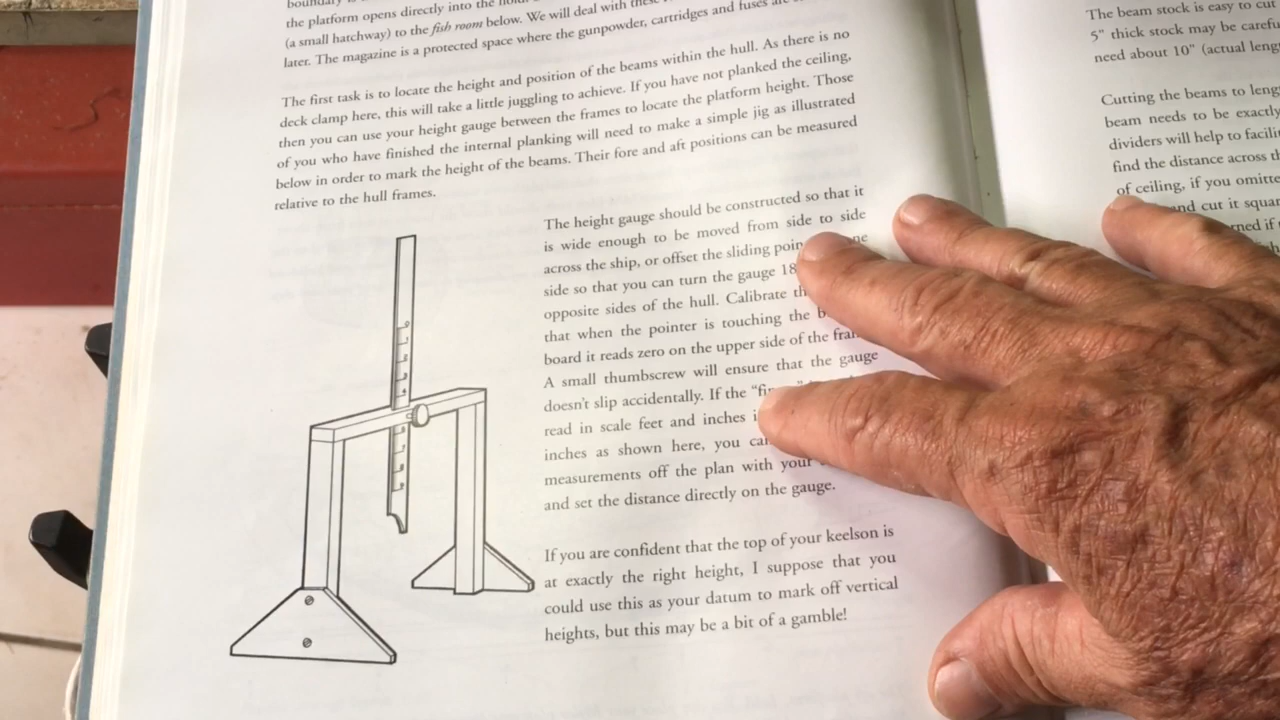 boundary is
the platform opens directly into the
(a small hatchway) to the fish room below. We will deal with these
later. The magazine is a protected space where the gunpowder, cartridges and fuses are
The first task is to locate the height and position of the beams within the hull. As there is no
deck clamp here, this will take a little juggling to achieve. If you have not planked the ceiling,
then you can use your height gauge between the frames to locate the platform height. Those
of you who have finished the internal planking will need to make a simple jig as illustrated
below in order to mark the height of the beams. Their fore and aft positions can be measured
relative to the hull frames.
The height gauge should be constructed so that it
is wide enough to be moved from side to side
across the ship, or offset the sliding
side so that you can turn the gauge
opposite sides of the hull. Calibrate
that when the pointer is touching the
board it reads zero on the upper side of the
A small thumbscrew will ensure that the gauge
doesn't slip accidentally. If the
read in scale feet and inches
inches as shown here, you
measurements off the plan with your
and set the distance directly on the gauge.
If you are confident that the top of your keelson is
at exactly the right height, I suppose that you
could use this as your datum to mark off vertical
heights, but this may be a bit of a gamble!
The beam stock is easy to cut
5" thick stock may be
need about 10" (actual
Cutting the beams to
beam needs to be exactly
dividers will help to
find the distance across
of ceiling, if you
and cut it
if